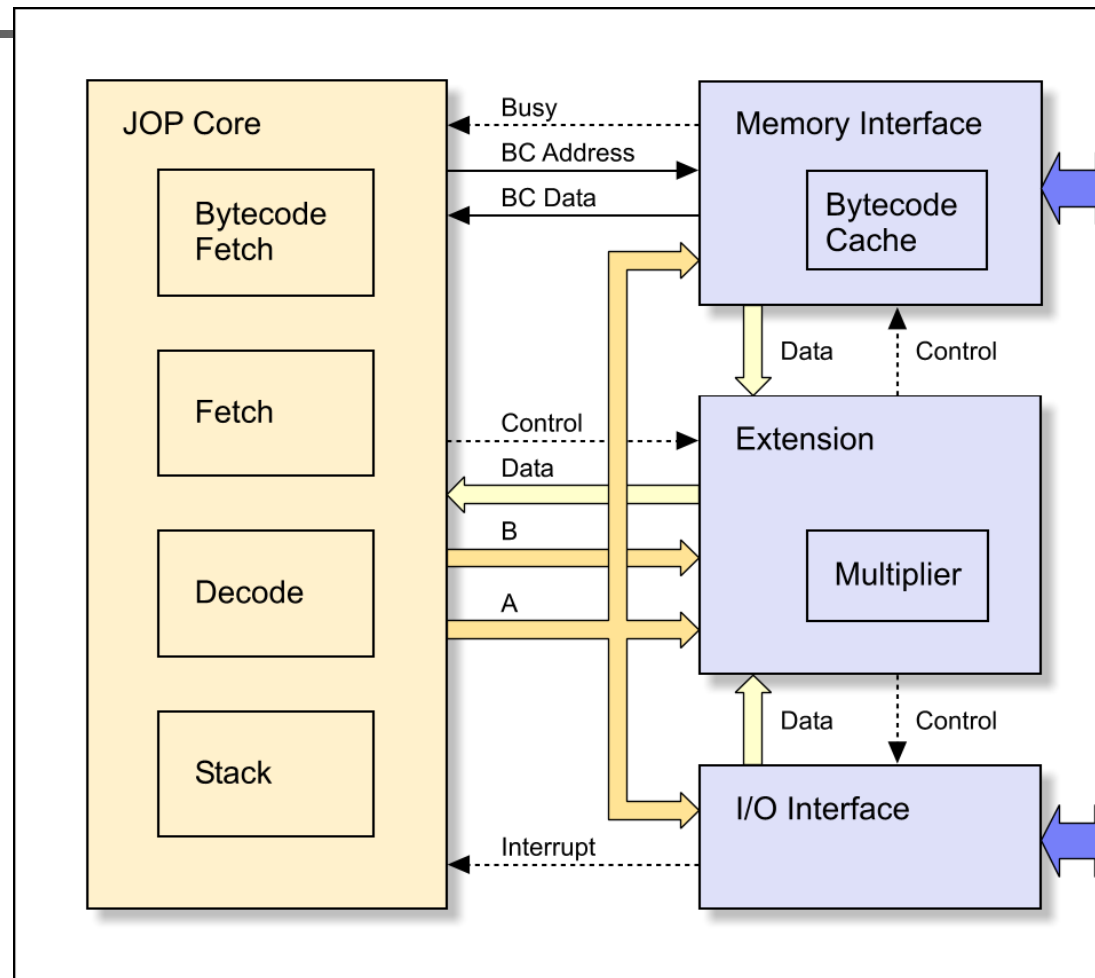 JOP Core
Bytecode
Fetch
Fetch
Decode
Stack
Busy
BC Address
BC Data
Control
Data
B
A
Interrupt
Memory Interface
Bytecode
Cache
Data
Control
Extension
Multiplier
Data
Control
I/O Interface